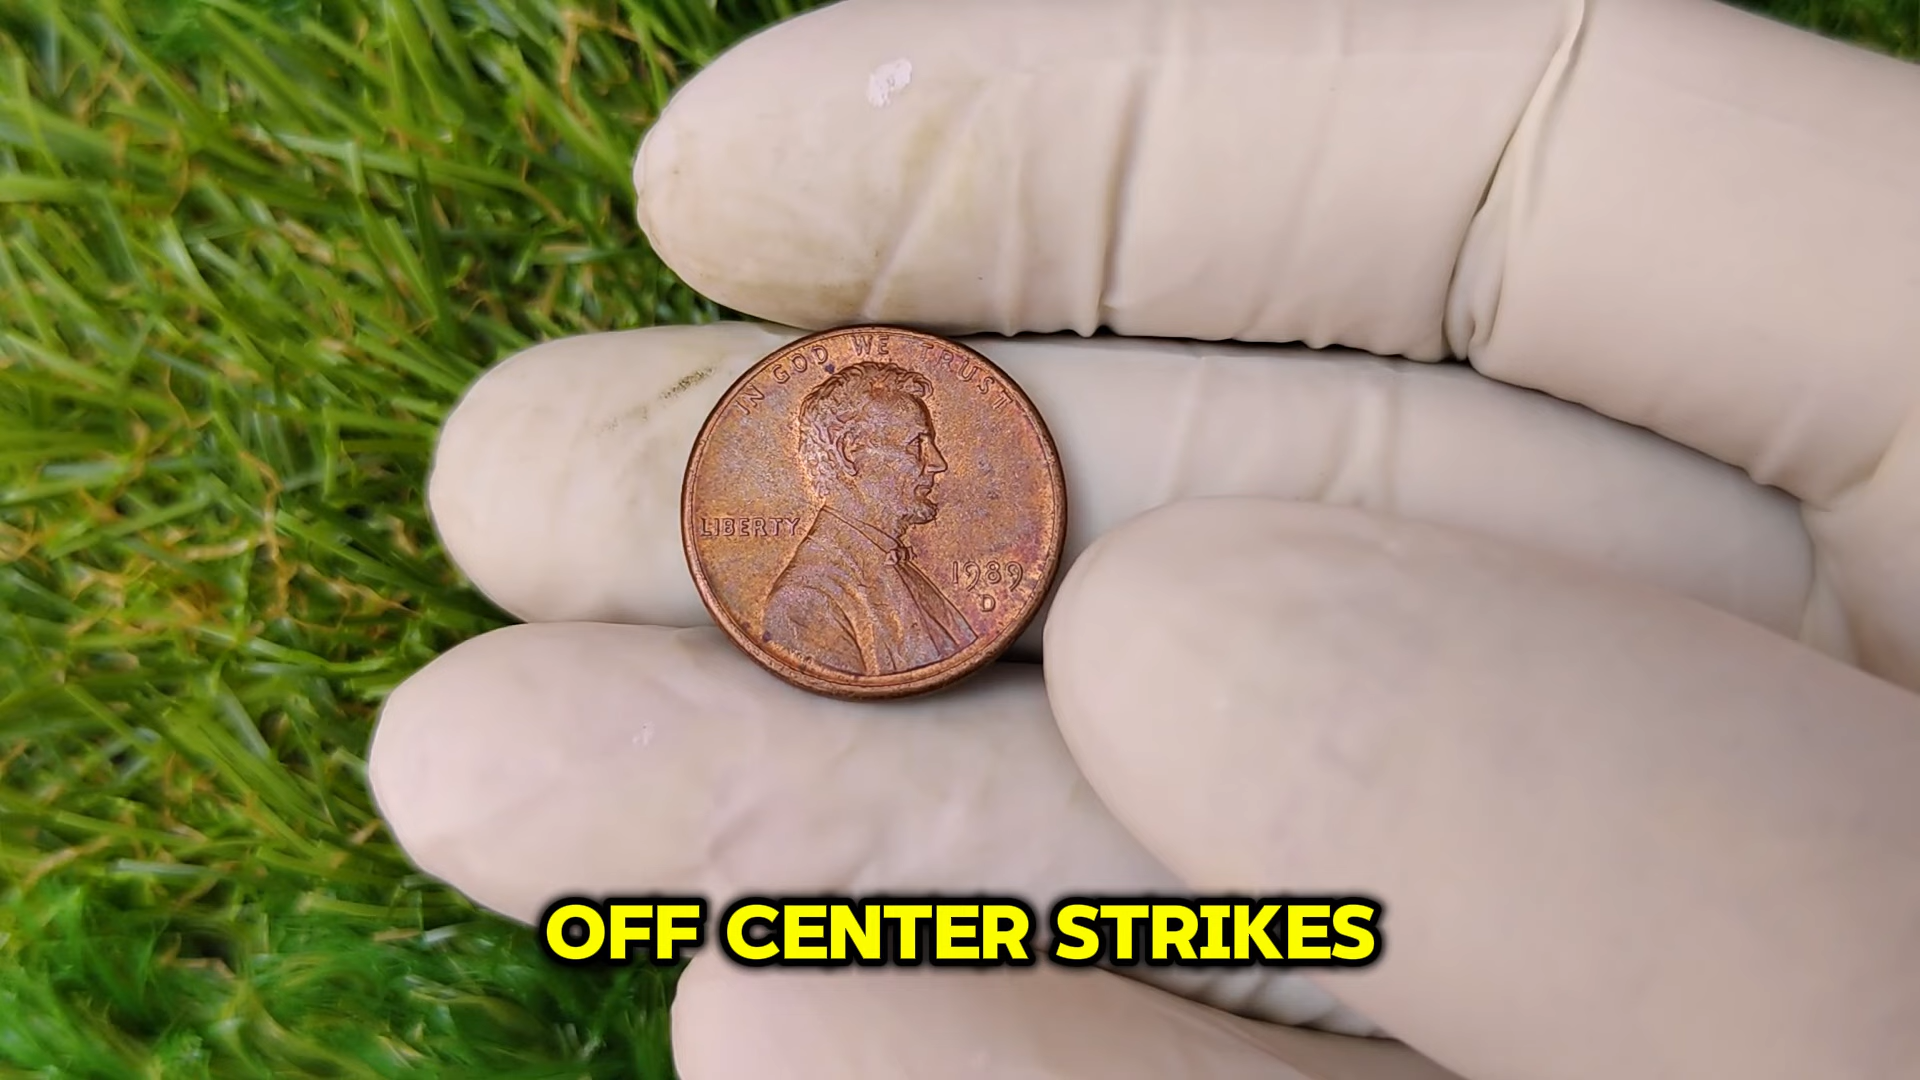 IN GOD WE TRUST
LIBERTY
1989
D
OFF CENTER STRIKES